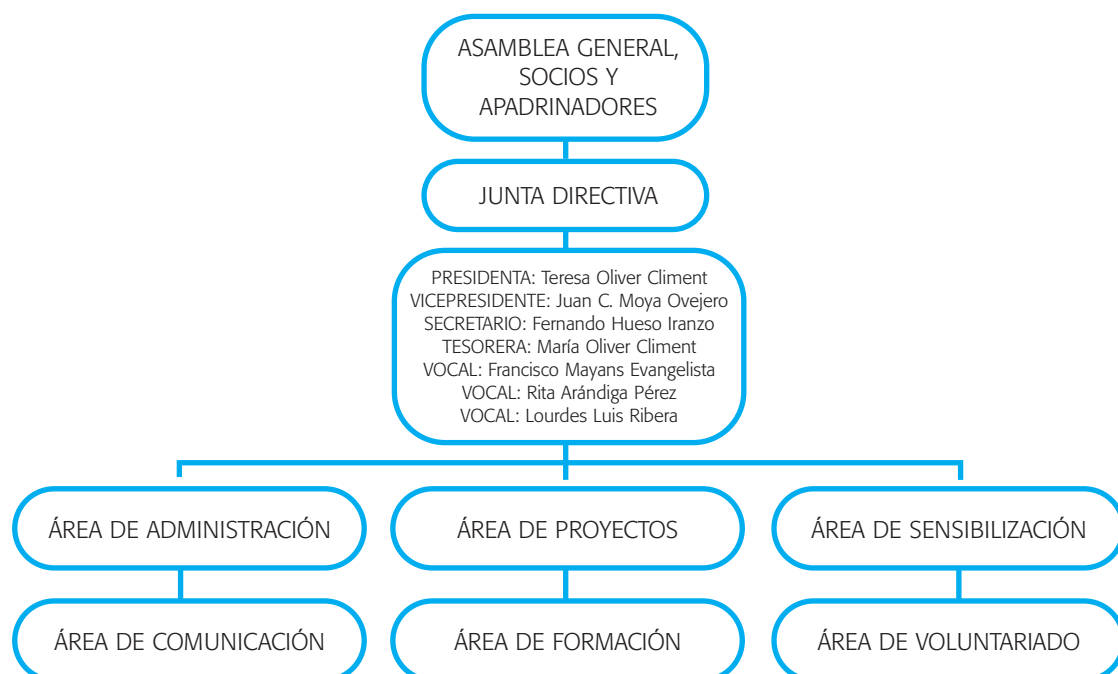 ASAMBLEA GENERAL,
SOCIOS Y
APADRINADORES
JUNTA DIRECTIVA
PRESIDENTA: Teresa Oliver Climent
VICEPRESIDENTE: Juan C. Moya Ovejero
SECRETARIO: Fernando Hueso Iranzo
TESORERA: María Oliver Climent
VOCAL: Francisco Mayans Evangelista
VOCAL: Rita Arándiga Pérez
VOCAL: Lourdes Luis Ribera
ÁREA DE ADMINISTRACIÓN
ÁREA DE PROYECTOS
ÁREA DE SENSIBILIZACIÓN
ÁREA DE COMUNICACIÓN
ÁREA DE FORMACIÓN
ÁREA DE VOLUNTARIADO